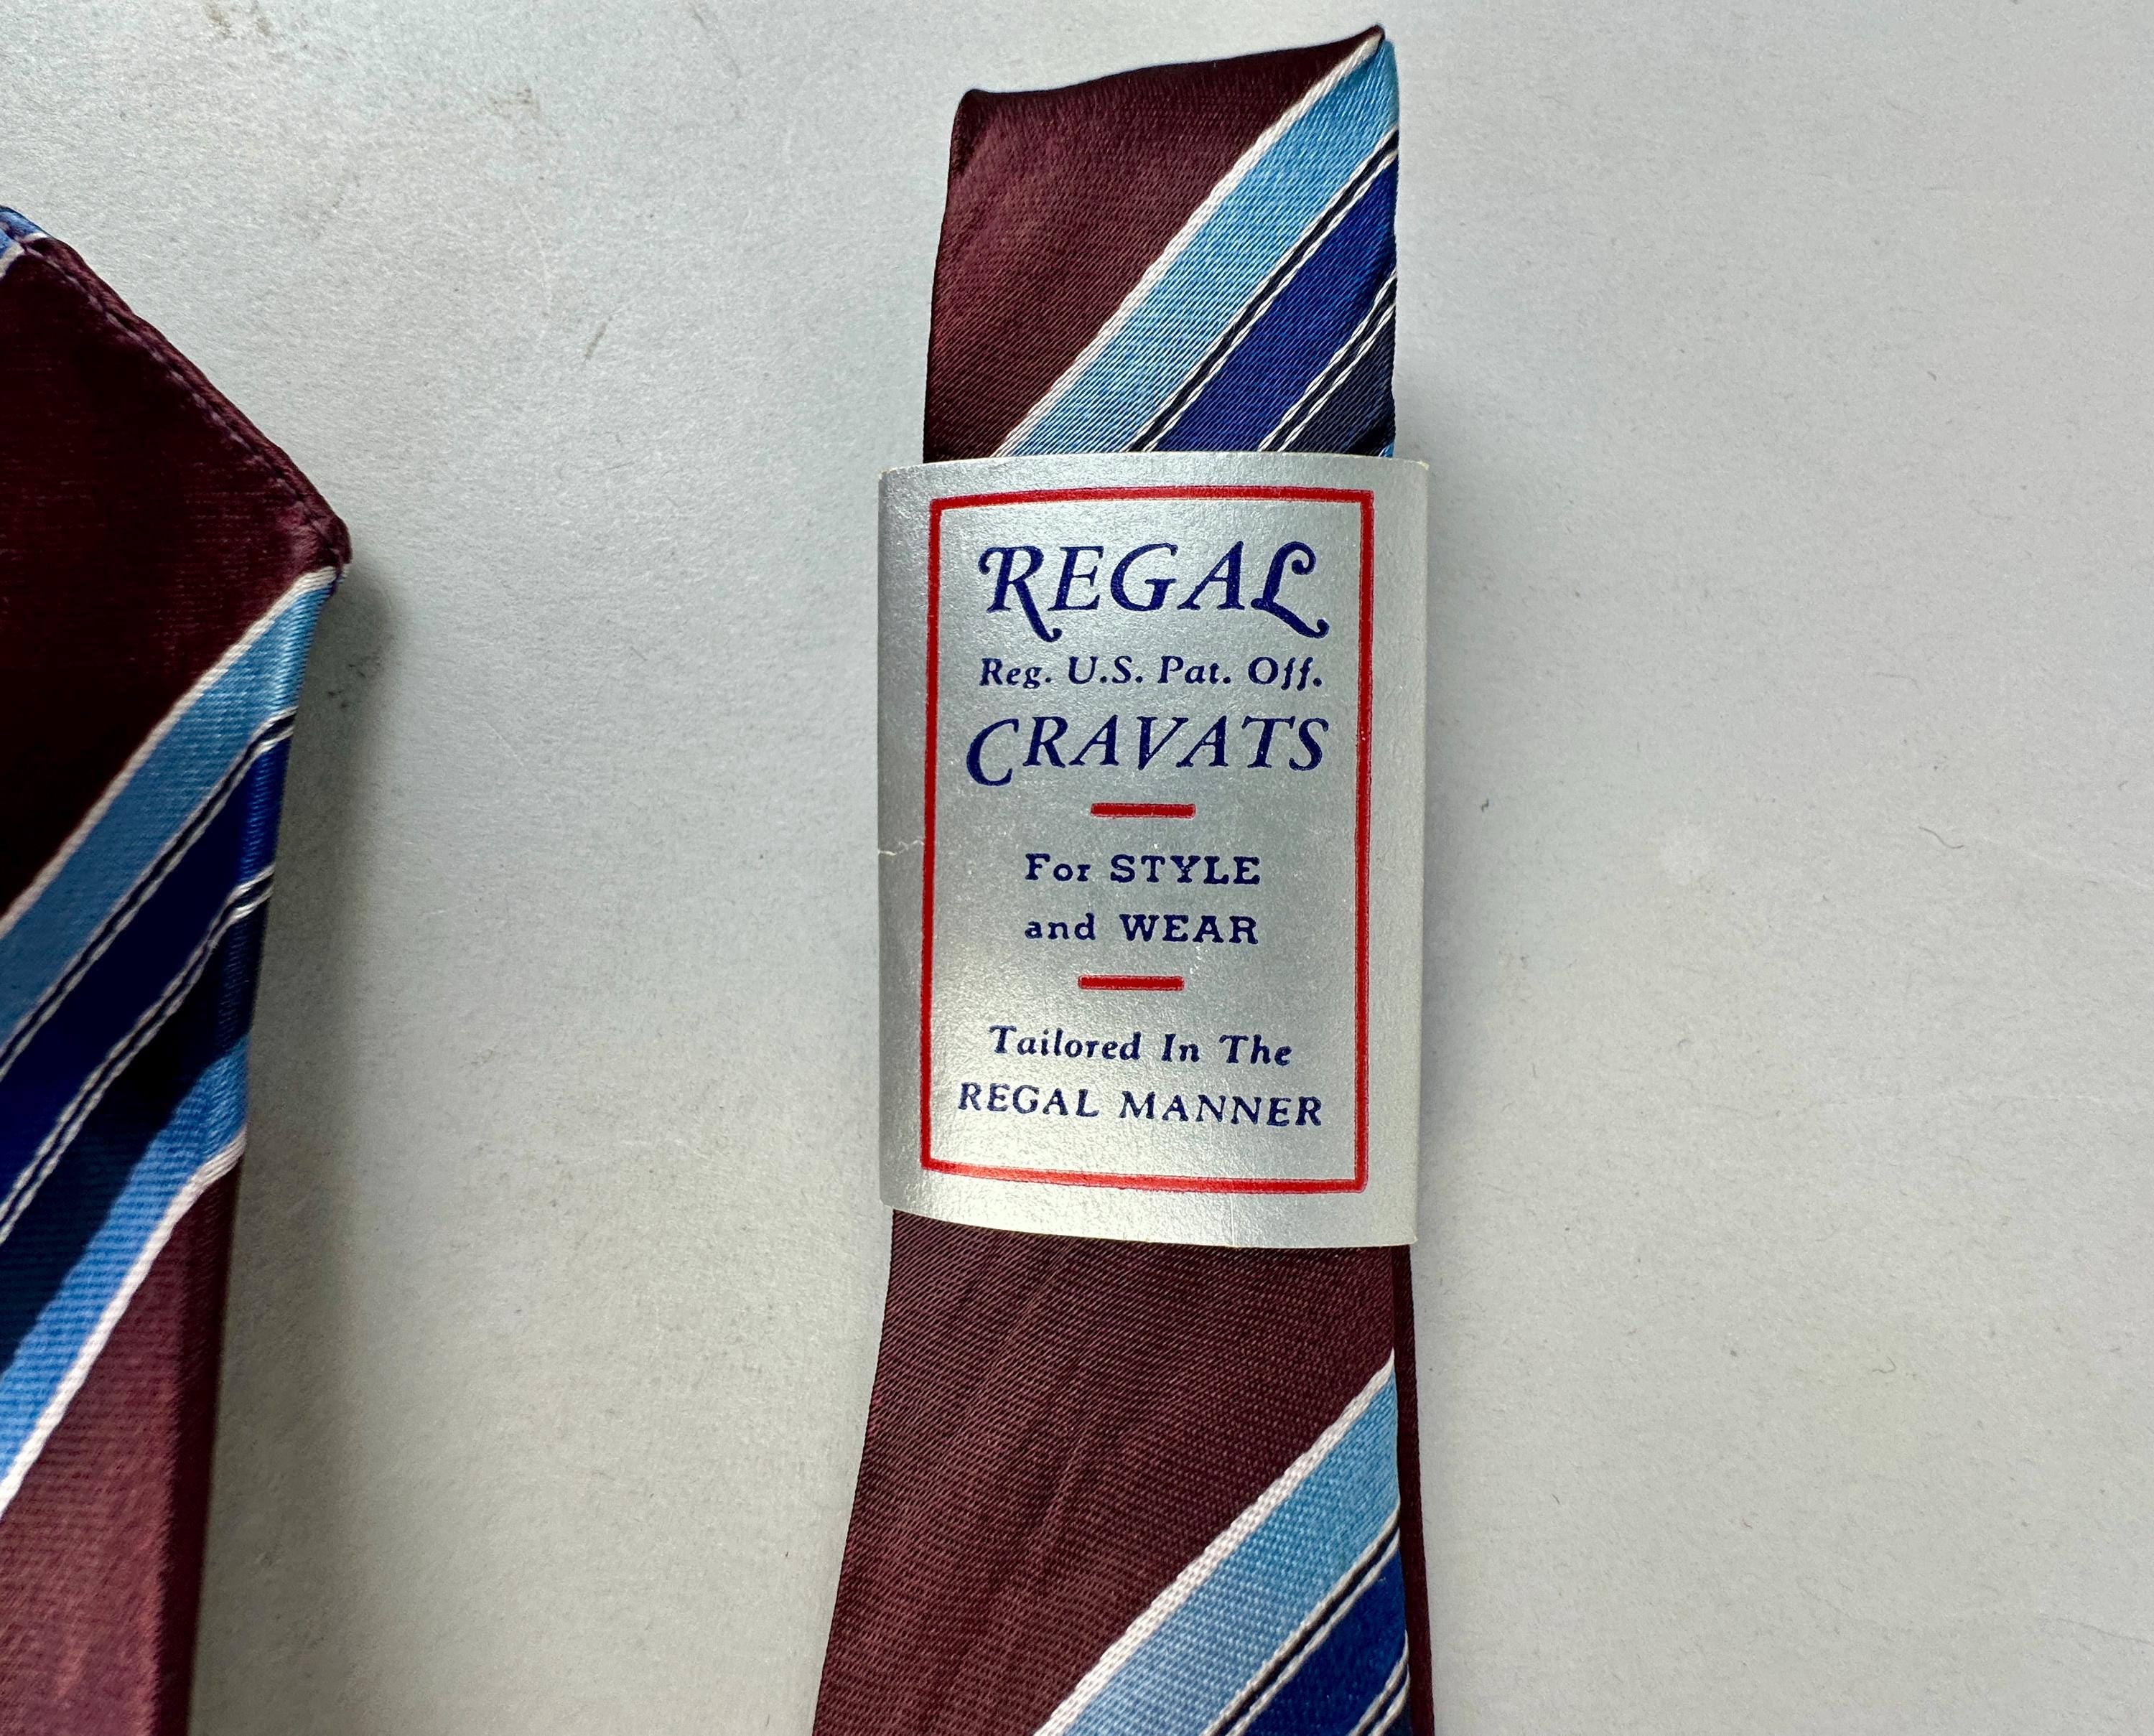 REGAL
Reg. U.S. Pat. Off.
CRAVATS
For STYLE
and WEAR
Tailored In The
REGAL MANNER